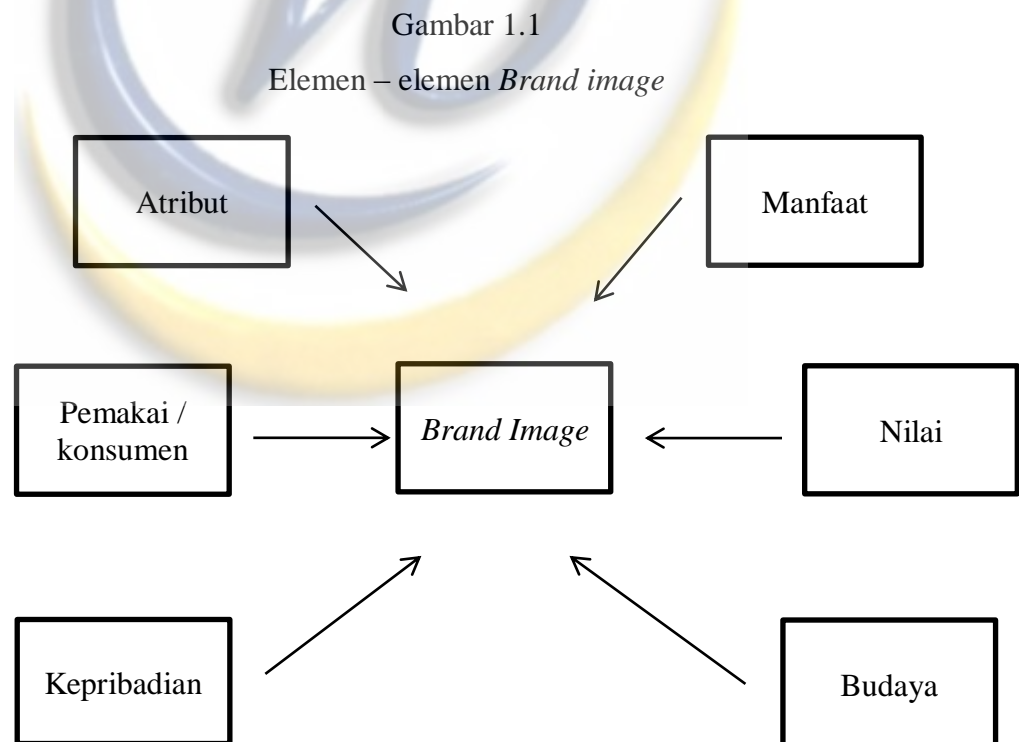 Gambar 1.1
Elemen – elemen Brand image
Atribut
Manfaat
Pemakai /
konsumen
Brand Image
Nilai
Kepribadian
Budaya